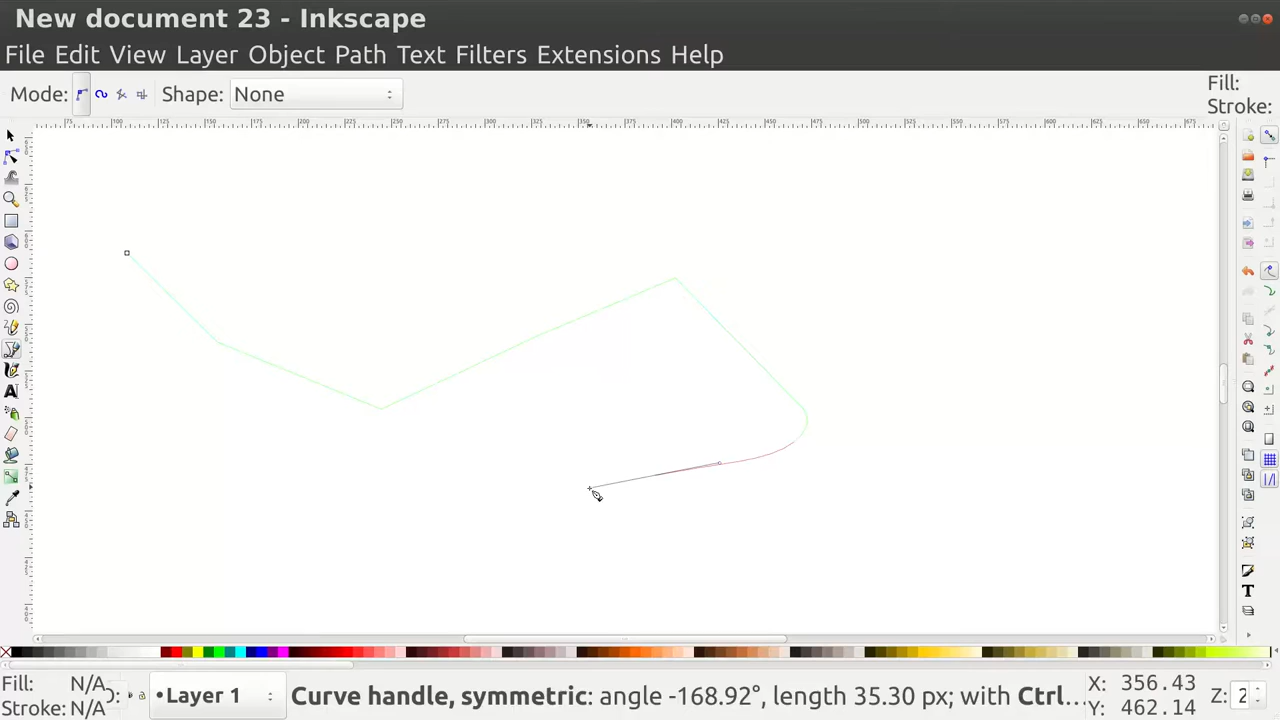 New document 23 - Inkscape
File Edit View Layer Object Path Text Filters Extensions Help
Mode: Shape: None Fill:
Stroke:
Fill: N/A O: •Layer 1 Curve handle, symmetric: angle -168.92°, length 35.30 px; with Ctrl... X: 356.43 Z: 2
Stroke: N/A Y: 462.14